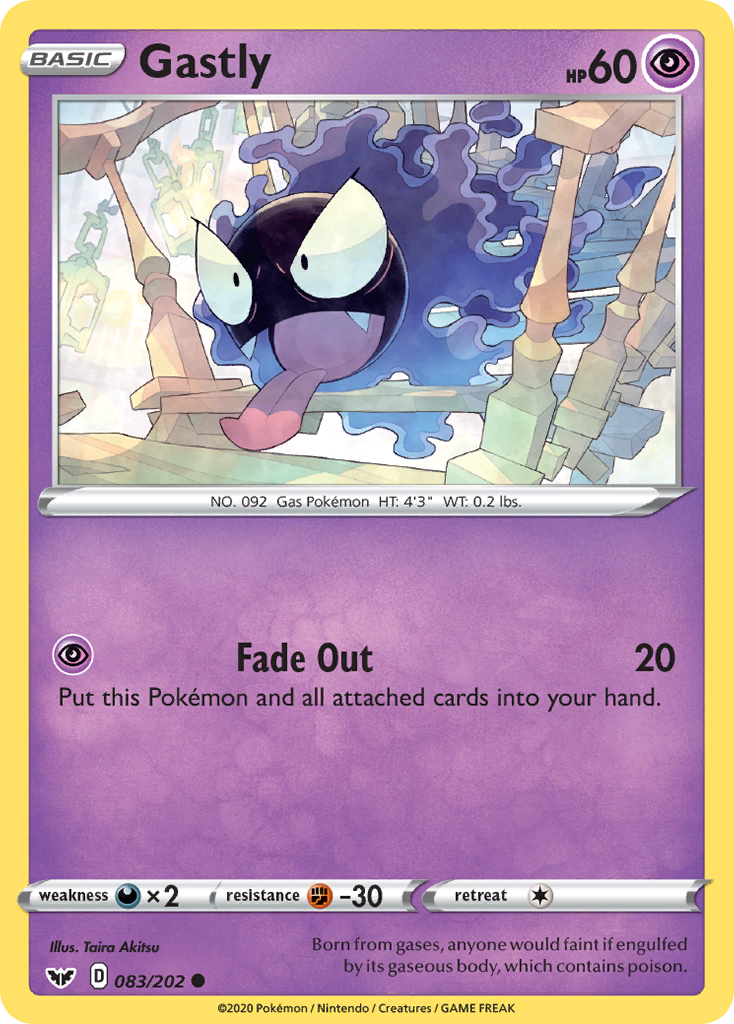 BASIC Gastly HP60
NO. 092 Gas Pokémon HT: 4'3" WT: 0.2 lbs.
Fade Out 20
Put this Pokémon and all attached cards into your hand.
weakness ×2 resistance -30 retreat
Illus. Taira Akitsu
Born from gases, anyone would faint if engulfed
by its gaseous body, which contains poison.
D 083/202
©2020 Pokémon / Nintendo / Creatures / GAME FREAK